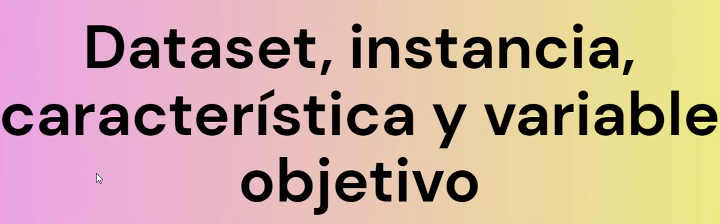 Dataset, instancia,
característica y variable
objetivo